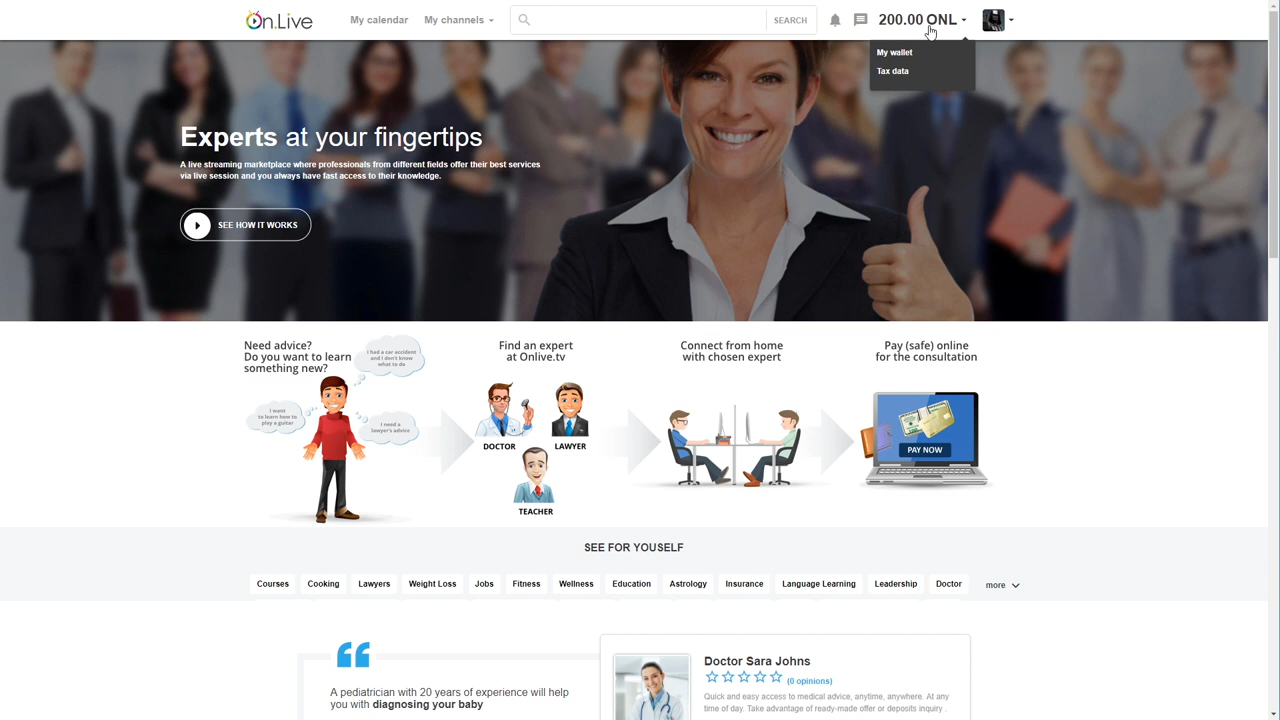 On.Live
My calendar
My channels
SEARCH
200.00 ONL
My wallet
Tax data
Experts at your fingertips
A live streaming marketplace where professionals from different fields offer their best services
via live session and you always have fast access to their knowledge.
SEE HOW IT WORKS
Need advice?
Do you want to learn
something new?
I had a car accident
and I don't know
what to do
I want
to learn how to
play a guitar
I need a
lawyer's advice
Find an expert
at Onlive.tv
DOCTOR
LAWYER
TEACHER
Connect from home
with chosen expert
Pay (safe) online
for the consultation
PAY NOW
SEE FOR YOUSELF
Courses
Cooking
Lawyers
Weight Loss
Jobs
Fitness
Wellness
Education
Astrology
Insurance
Language Learning
Leadership
Doctor
more
A pediatrician with 20 years of experience will help
you with diagnosing your baby
Doctor Sara Johns
(0 opinions)
Quick and easy access to medical advice, anytime, anywhere. At any
time of day. Take advantage of ready-made offer or deposits inquiry .